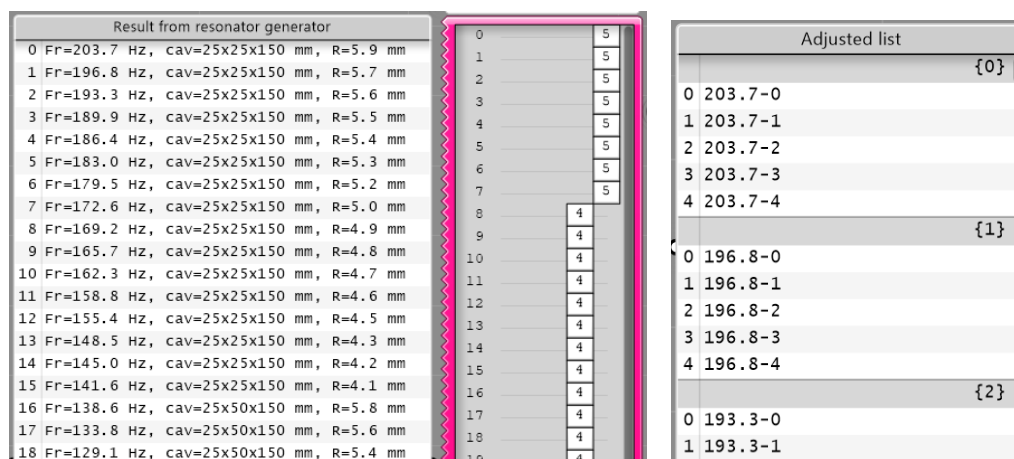 Result from resonator generator
0 Fr=203.7 Hz, cav=25x25x150 mm, R=5.9 mm
1 Fr=196.8 Hz, cav=25x25x150 mm, R=5.7 mm
2 Fr=193.3 Hz, cav=25x25x150 mm, R=5.6 mm
3 Fr=189.9 Hz, cav=25x25x150 mm, R=5.5 mm
4 Fr=186.4 Hz, cav=25x25x150 mm, R=5.4 mm
5 Fr=183.0 Hz, cav=25x25x150 mm, R=5.3 mm
6 Fr=179.5 Hz, cav=25x25x150 mm, R=5.2 mm
7 Fr=172.6 Hz, cav=25x25x150 mm, R=5.0 mm
8 Fr=169.2 Hz, cav=25x25x150 mm, R=4.9 mm
9 Fr=165.7 Hz, cav=25x25x150 mm, R=4.8 mm
10 Fr=162.3 Hz, cav=25x25x150 mm, R=4.7 mm
11 Fr=158.8 Hz, cav=25x25x150 mm, R=4.6 mm
12 Fr=155.4 Hz, cav=25x25x150 mm, R=4.5 mm
13 Fr=148.5 Hz, cav=25x25x150 mm, R=4.3 mm
14 Fr=145.0 Hz, cav=25x25x150 mm, R=4.2 mm
15 Fr=141.6 Hz, cav=25x25x150 mm, R=4.1 mm
16 Fr=138.6 Hz, cav=25x50x150 mm, R=5.8 mm
17 Fr=133.8 Hz, cav=25x50x150 mm, R=5.6 mm
18 Fr=129.1 Hz, cav=25x50x150 mm, R=5.4 mm
0 5
1 5
2 5
3 5
4 5
5 5
6 5
7 5
8 4
9 4
10 4
11 4
12 4
13 4
14 4
15 4
16 4
17 4
18 4
19 4
Adjusted list
{0}
0 203.7-0
1 203.7-1
2 203.7-2
3 203.7-3
4 203.7-4
{1}
0 196.8-0
1 196.8-1
2 196.8-2
3 196.8-3
4 196.8-4
{2}
0 193.3-0
1 193.3-1